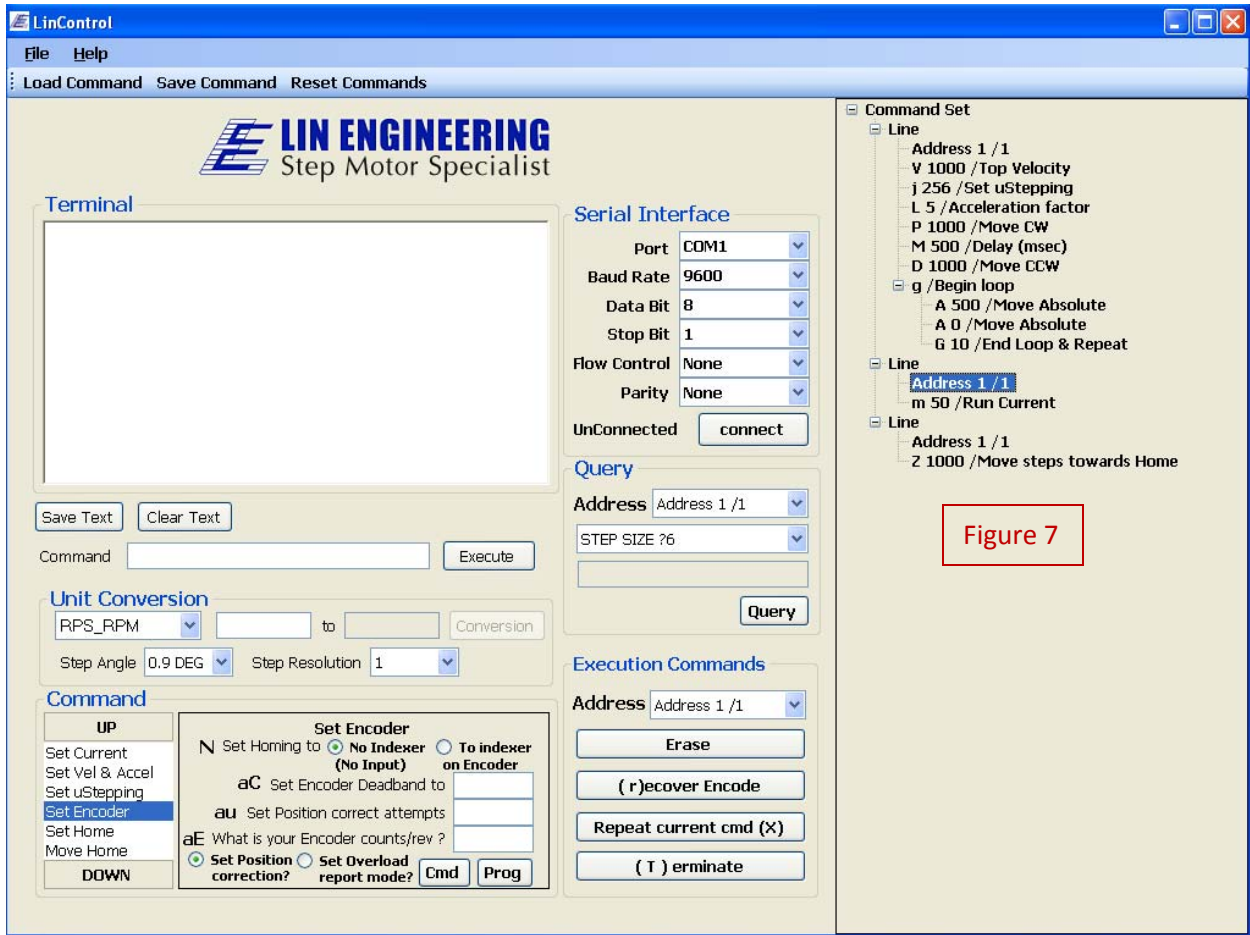 LinControl
File Help
Load Command Save Command Reset Commands
LIN ENGINEERING
Step Motor Specialist
Terminal
Save Text Clear Text
Command Execute
Unit Conversion
RPS_RPM to Conversion
Step Angle 0.9 DEG Step Resolution 1
Command
UP
Set Current
Set Vel & Accel
Set uStepping
Set Encoder
Set Home
Move Home
DOWN
Set Encoder
N Set Homing to No Indexer (No Input) To indexer on Encoder
aC Set Encoder Deadband to
au Set Position correct attempts
aE What is your Encoder counts/rev ?
Set Position correction? Set Overload report mode? Cmd Prog
Serial Interface
Port COM1
Baud Rate 9600
Data Bit 8
Stop Bit 1
Flow Control None
Parity None
UnConnected connect
Query
Address Address 1 /1
STEP SIZE ?6
Query
Execution Commands
Address Address 1 /1
Erase
( r )ecover Encode
Repeat current cmd (X)
( T ) erminate
Command Set
Line
Address 1 /1
V 1000 /Top Velocity
j 256 /Set uStepping
L 5 /Acceleration factor
P 1000 /Move CW
M 500 /Delay (msec)
D 1000 /Move CCW
g /Begin loop
A 500 /Move Absolute
A 0 /Move Absolute
G 10 /End Loop & Repeat
Line
Address 1 /1
m 50 /Run Current
Line
Address 1 /1
Z 1000 /Move steps towards Home
Figure 7